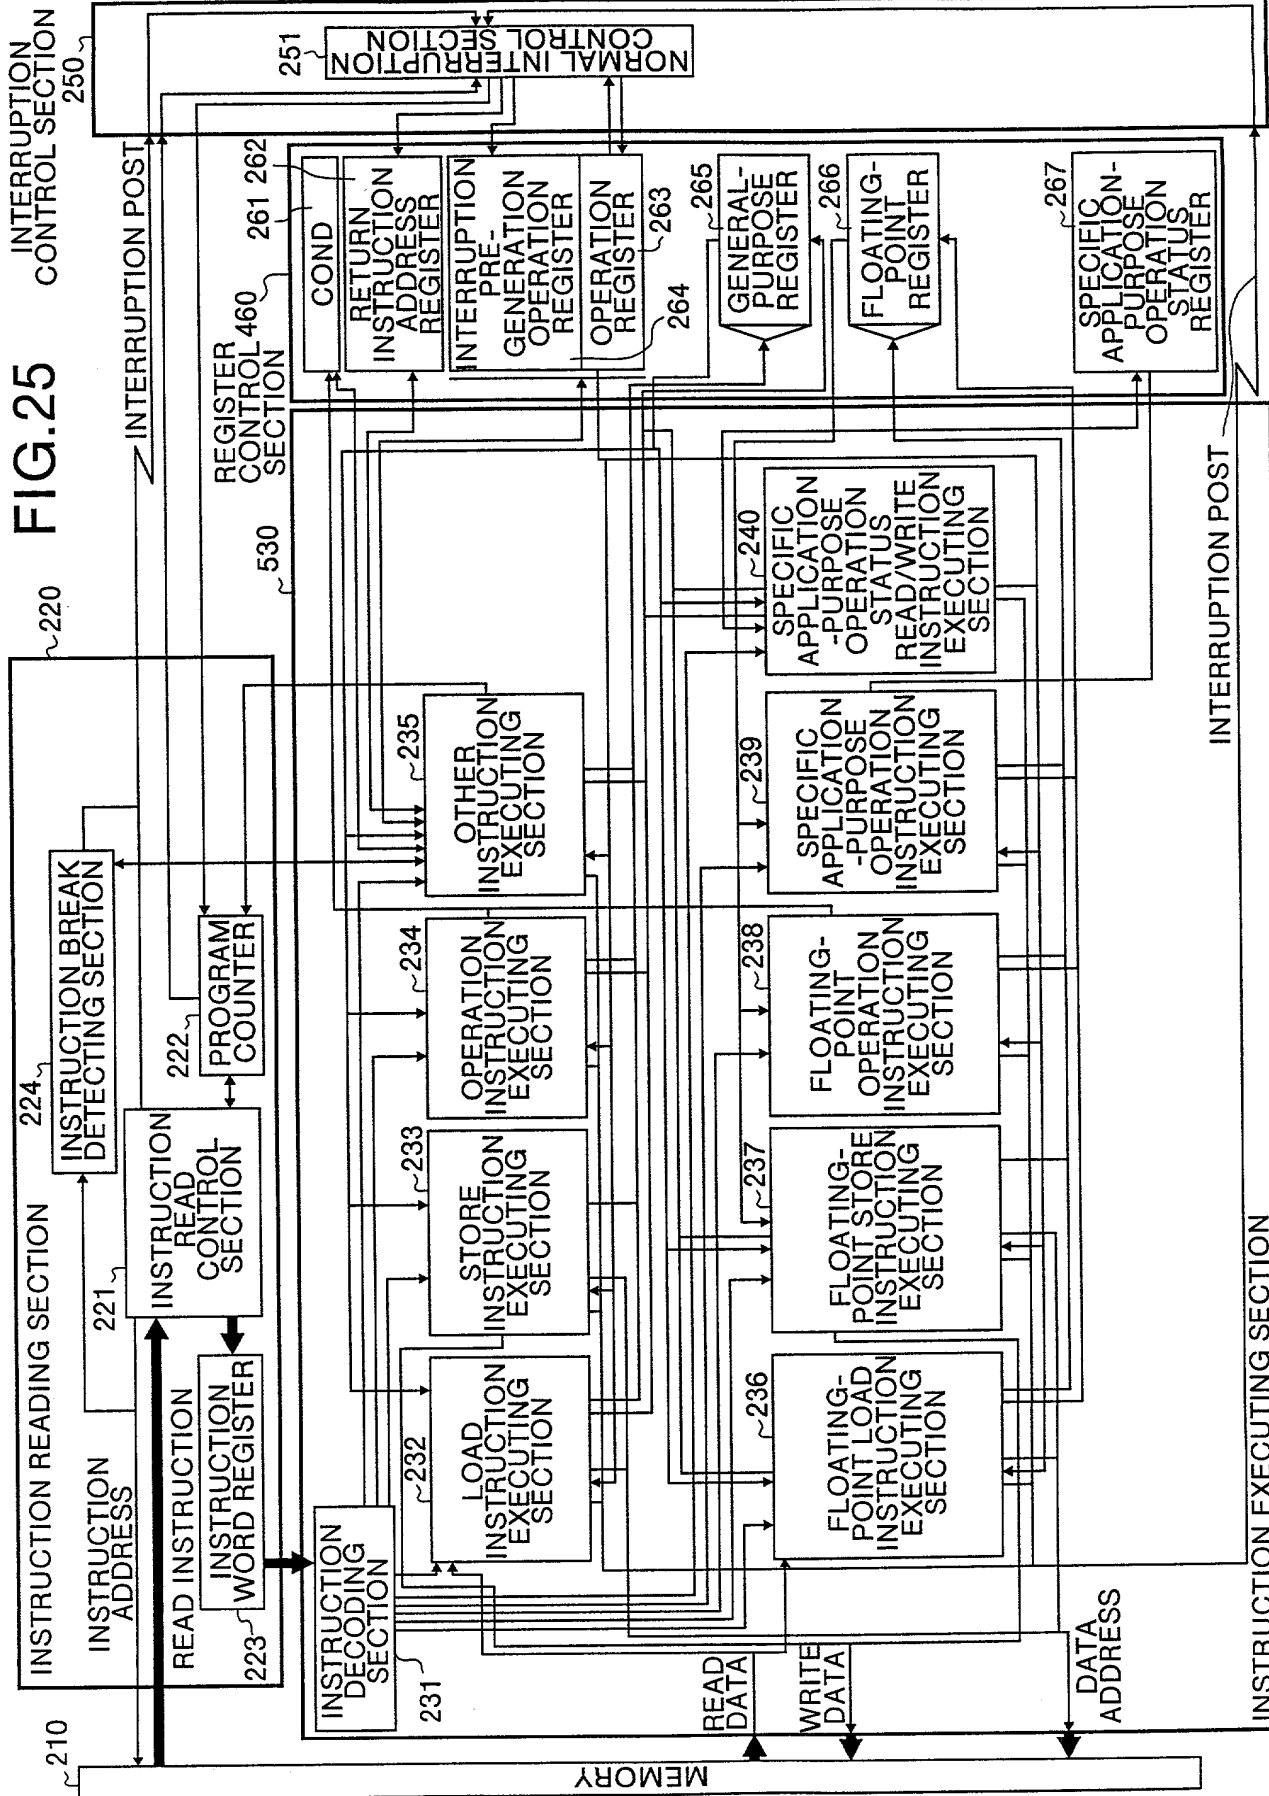 FIG.25
210
MEMORY
INSTRUCTION READING SECTION
220
INSTRUCTION
ADDRESS
READ INSTRUCTION
221
INSTRUCTION
READ
CONTROL
SECTION
INSTRUCTION
WORD REGISTER
223
224
INSTRUCTION BREAK
DETECTING SECTION
222
PROGRAM
COUNTER
INTERRUPTION POST
INTERRUPTION
CONTROL SECTION
250
251
NORMAL INTERRUPTION
CONTROL SECTION
REGISTER
CONTROL
SECTION
460
261
COND
262
RETURN
INSTRUCTION
ADDRESS
REGISTER
INTERRUPTION
PRE-
GENERATION
OPERATION
REGISTER
264
OPERATION
REGISTER
263
265
GENERAL-
PURPOSE
REGISTER
266
FLOATING-
POINT
REGISTER
267
SPECIFIC
APPLICATION-
PURPOSE
OPERATION
STATUS
REGISTER
530
INSTRUCTION
DECODING
SECTION
231
232
LOAD
INSTRUCTION
EXECUTING
SECTION
233
STORE
INSTRUCTION
EXECUTING
SECTION
234
OPERATION
INSTRUCTION
EXECUTING
SECTION
235
OTHER
INSTRUCTION
EXECUTING
SECTION
236
FLOATING-
POINT LOAD
INSTRUCTION
EXECUTING
SECTION
237
FLOATING-
POINT STORE
INSTRUCTION
EXECUTING
SECTION
238
FLOATING-
POINT
OPERATION
INSTRUCTION
EXECUTING
SECTION
239
SPECIFIC
APPLICATION
-PURPOSE
OPERATION
INSTRUCTION
EXECUTING
SECTION
240
SPECIFIC
APPLICATION
-PURPOSE
OPERATION
STATUS
READ/WRITE
INSTRUCTION
EXECUTING
SECTION
READ
DATA
WRITE
DATA
DATA
ADDRESS
INTERRUPTION POST
INSTRUCTION EXECUTING SECTION